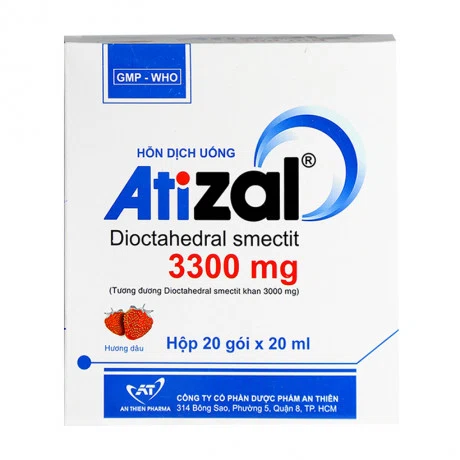 GMP - WHO
HỖN DỊCH UỐNG
Atizal®
Dioctahedral smectit
3300 mg
(Tương đương Dioctahedral smectit khan 3000 mg)
Hương dâu
Hộp 20 gói x 20 ml
AT
AN THIEN PHARMA
CÔNG TY CỔ PHẦN DƯỢC PHẨM AN THIÊN
314 Bông Sao, Phường 5, Quận 8, TP. HCM